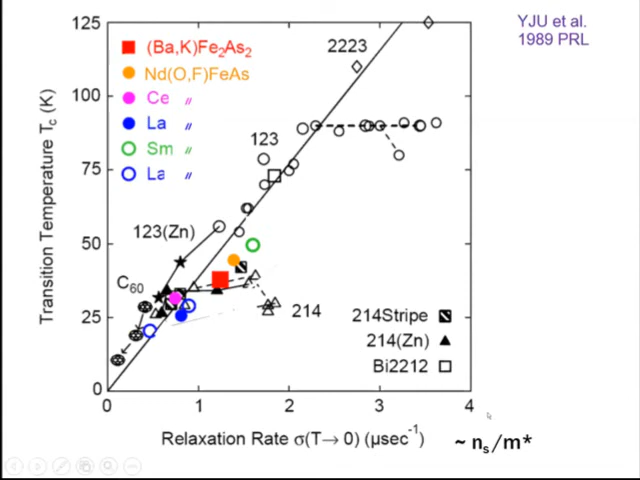 YJU et al.
1989 PRL
125
100
75
50
25
0
Transition Temperature Tc (K)
(Ba,K)Fe2As2
Nd(O,F)FeAs
Ce 〃
La 〃
Sm 〃
La 〃
2223
123
123(Zn)
C60
214
214Stripe
214(Zn)
Bi2212
0 1 2 3 4
Relaxation Rate σ(T→ 0) (μsec-1)
~ ns/m*